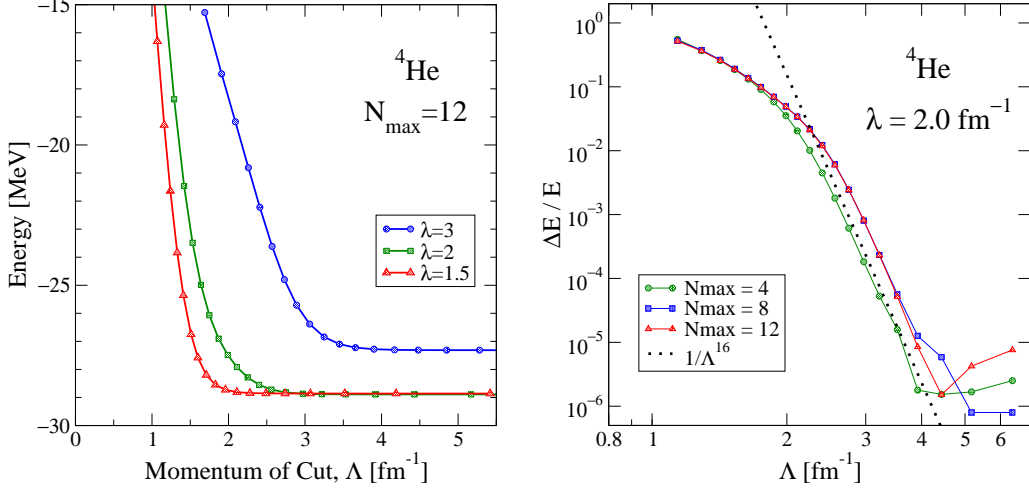 -15
-20
-25
-30
Energy [MeV]
⁴He
N_max=12
λ=3
λ=2
λ=1.5
0 1 2 3 4 5
Momentum of Cut, Λ [fm⁻¹]
10⁰
10⁻¹
10⁻²
10⁻³
10⁻⁴
10⁻⁵
10⁻⁶
ΔE / E
⁴He
λ = 2.0 fm⁻¹
Nmax = 4
Nmax = 8
Nmax = 12
1/Λ¹⁶
0.8 1 2 3 4 5 6
Λ [fm⁻¹]